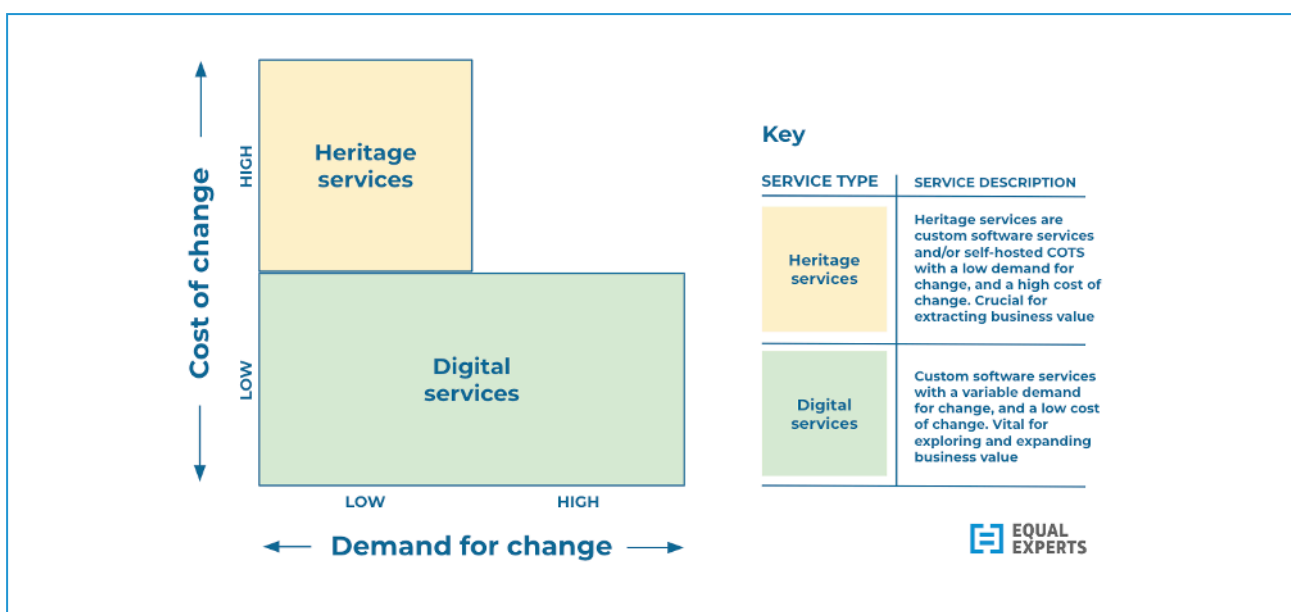 Cost of change
HIGH
LOW
Heritage
services
Digital
services
LOW
HIGH
Demand for change
Key
SERVICE TYPE
SERVICE DESCRIPTION
Heritage
services
Heritage services are
custom software services
and/or self-hosted COTS
with a low demand for
change, and a high cost of
change. Crucial for
extracting business value
Digital
services
Custom software services
with a variable demand
for change, and a low cost
of change. Vital for
exploring and expanding
business value
EQUAL
EXPERTS